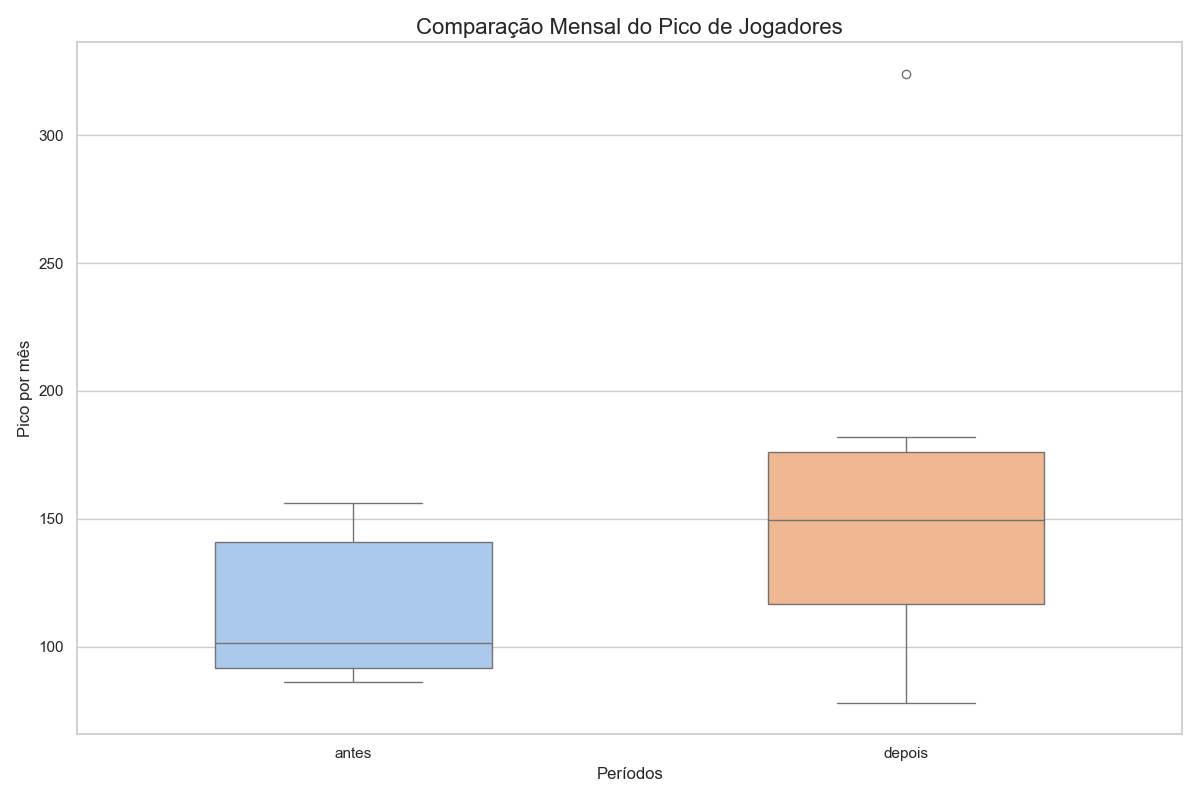 Comparação Mensal do Pico de Jogadores
300
250
200
150
100
Pico por mês
antes
depois
Períodos